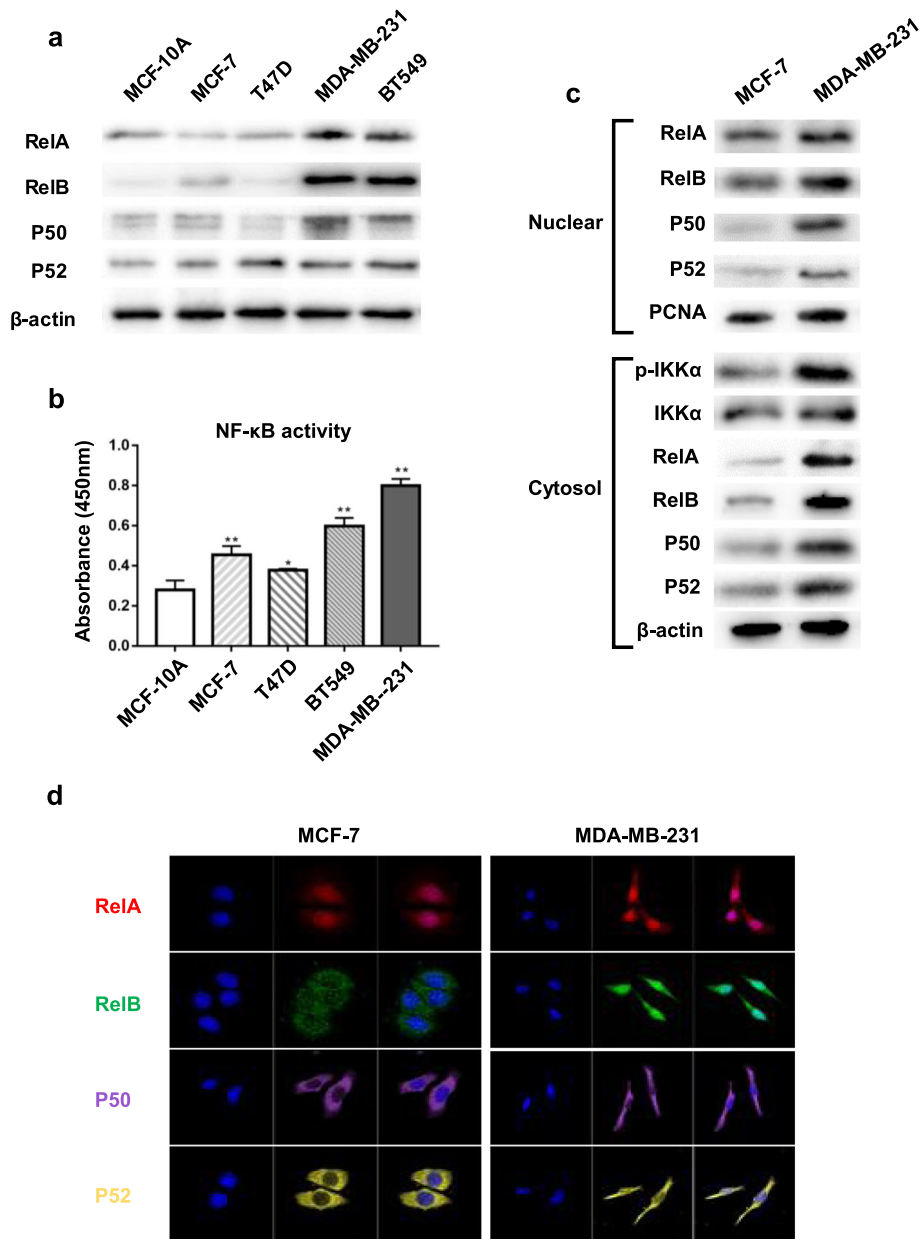 a
MCF-10A MCF-7 T47D MDA-MB-231 BT549
RelA
RelB
P50
P52
β-actin
b
NF-κB activity
Absorbance (450nm)
1.0
0.8
0.6
0.4
0.2
0.0
** * ** **
MCF-10A MCF-7 T47D BT549 MDA-MB--231
c
MCF-7 MDA-MB-231
Nuclear
RelA
RelB
P50
P52
PCNA
Cytosol
p-IKKα
IKKα
RelA
RelB
P50
P52
β-actin
d
MCF-7 MDA-MB-231
RelA
RelB
P50
P52